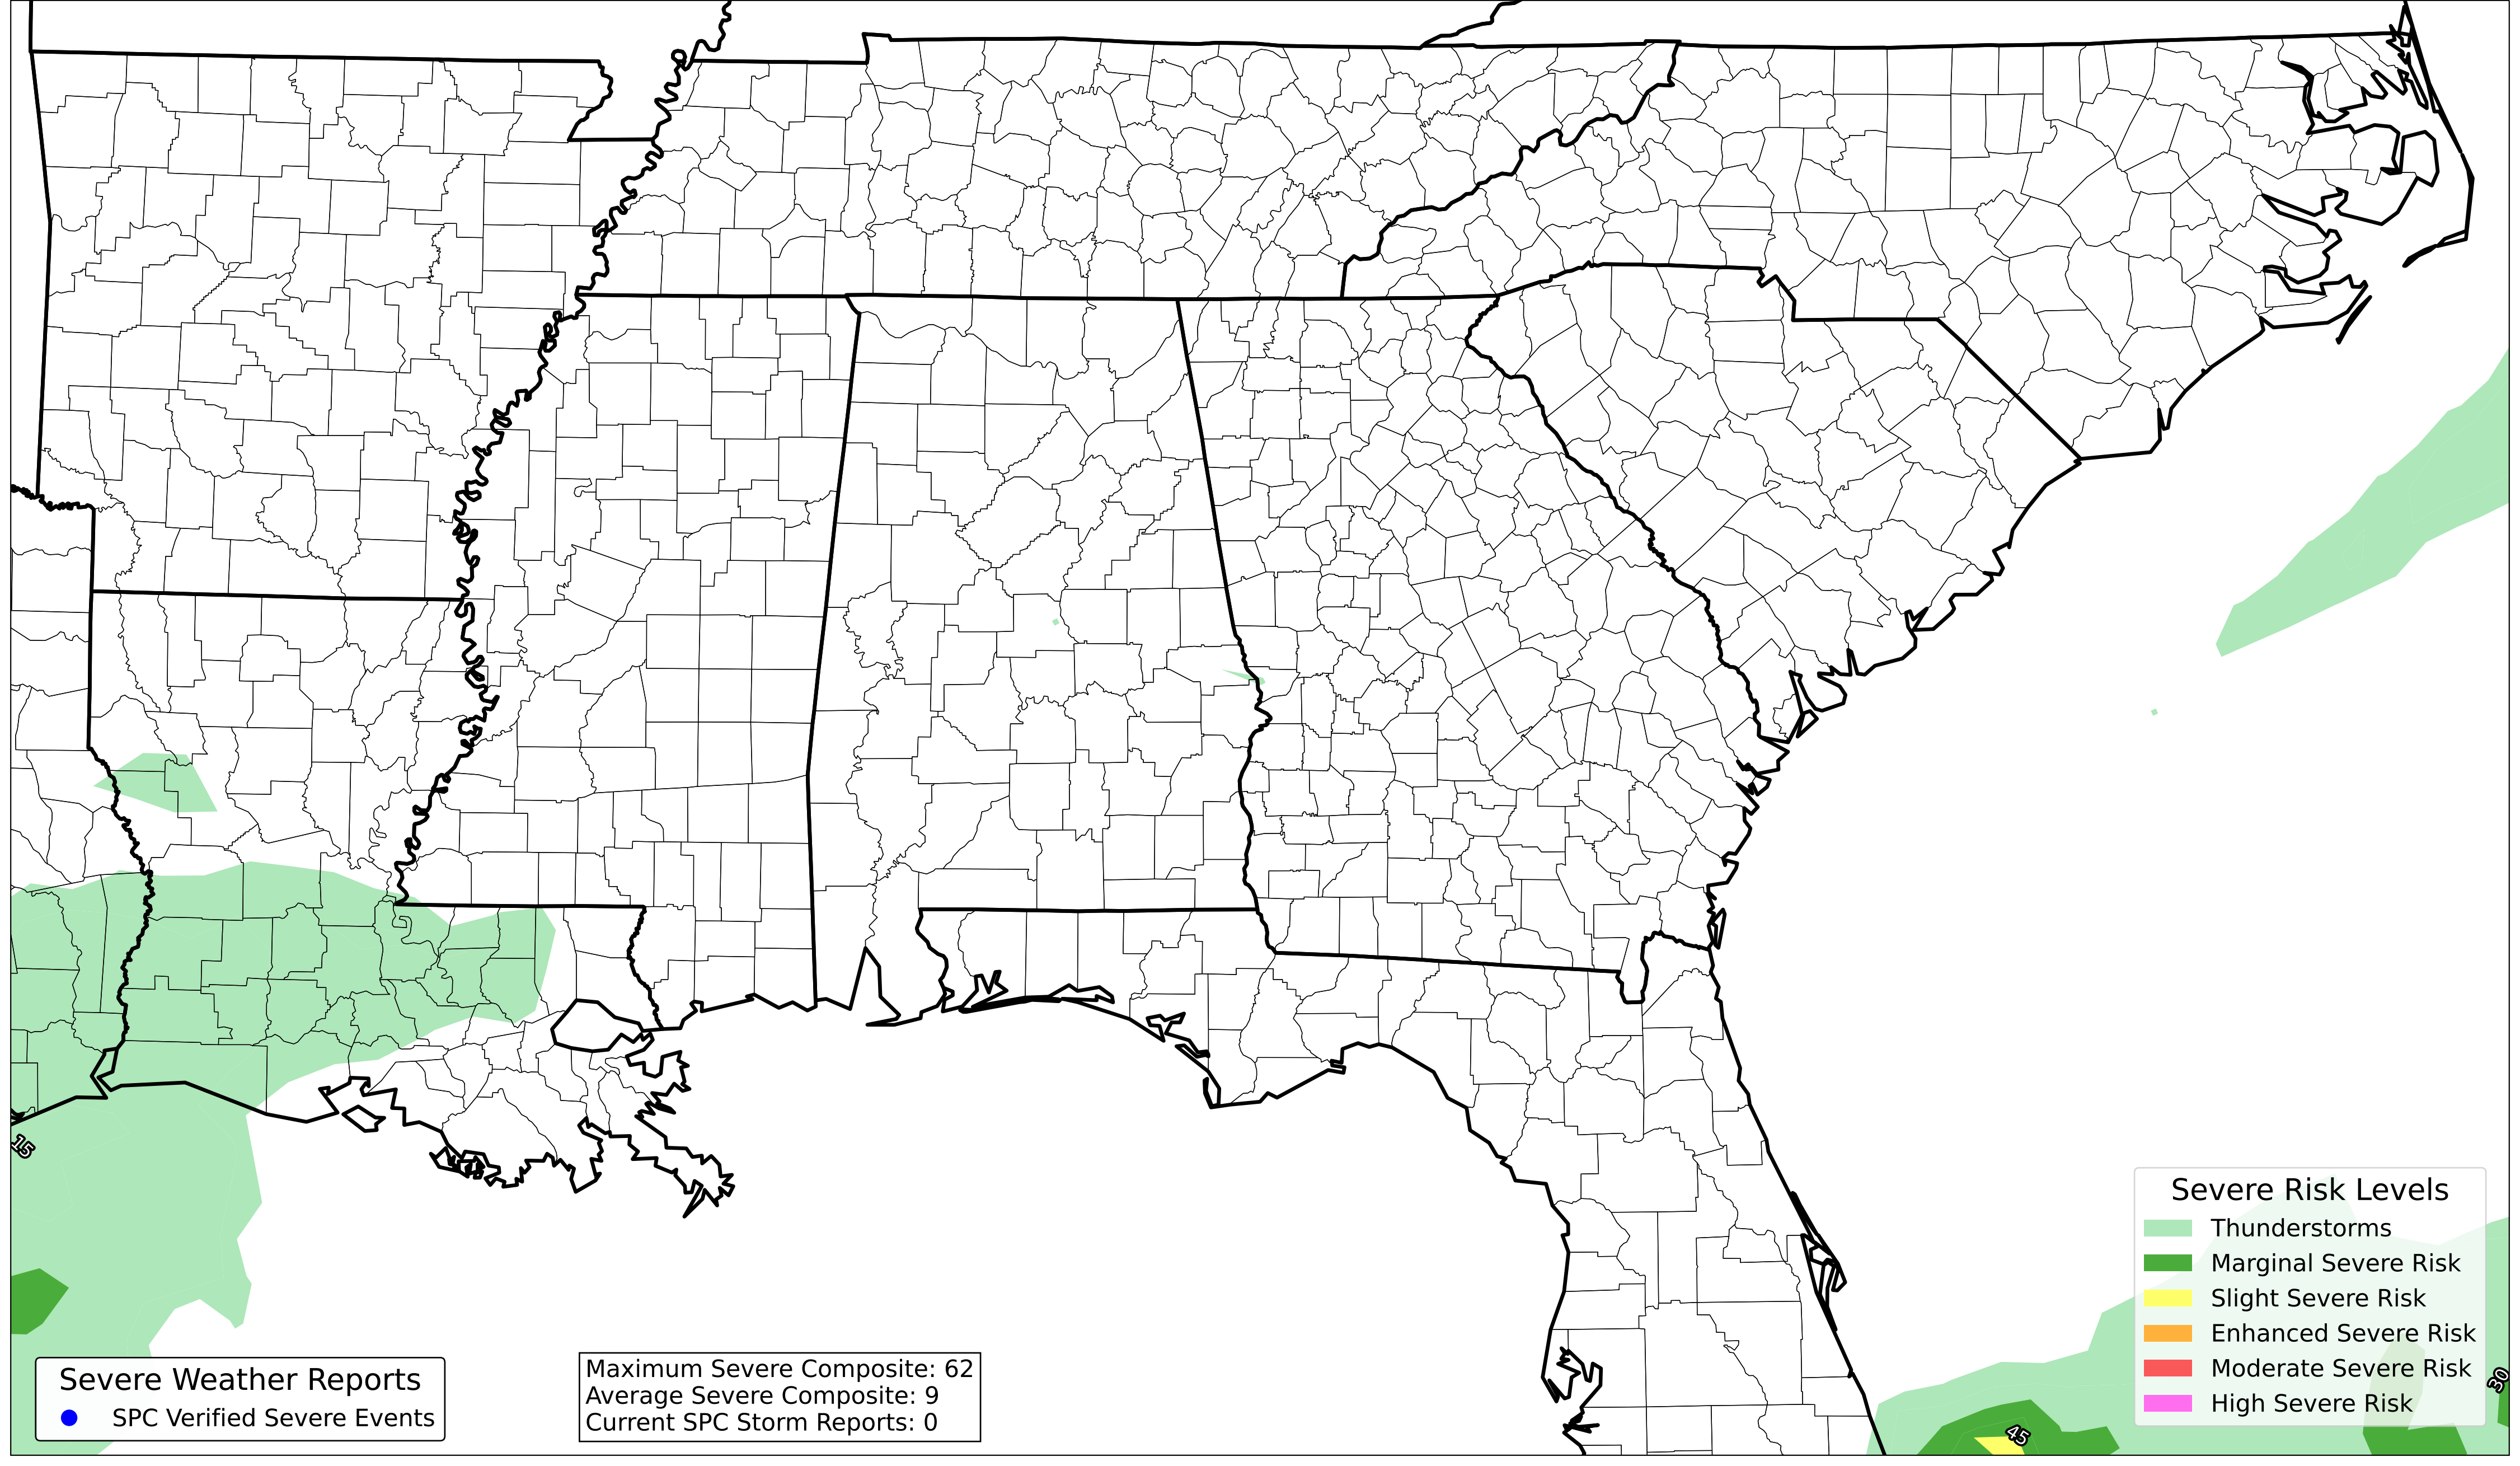 15
Severe Risk Levels
Thunderstorms
Marginal Severe Risk
Slight Severe Risk
Enhanced Severe Risk
Moderate Severe Risk
High Severe Risk
30
45
Severe Weather Reports
SPC Verified Severe Events
Maximum Severe Composite: 62
Average Severe Composite: 9
Current SPC Storm Reports: 0